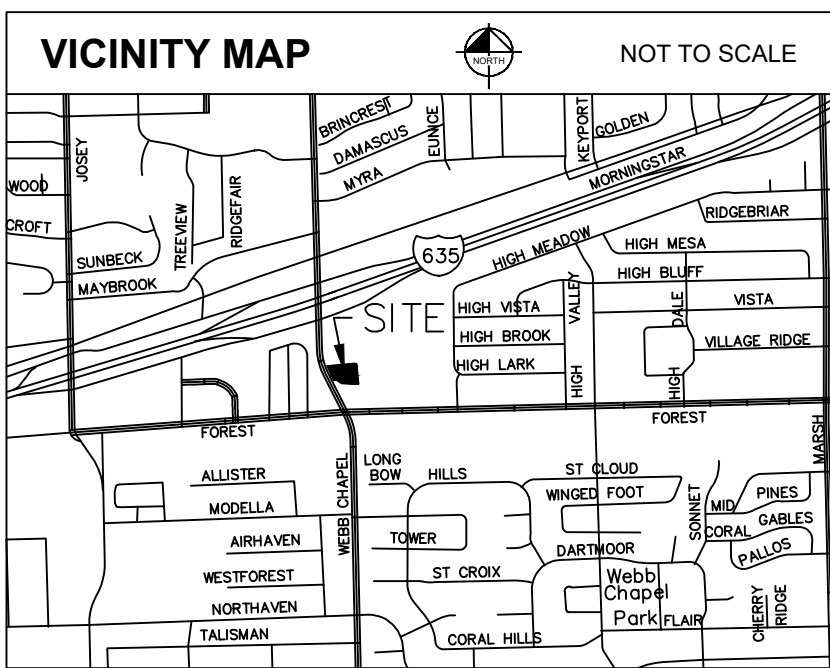 VICINITY MAP
NORTH
NOT TO SCALE
JOSEY
BRINCREST
DAMASCUS
MYRA
EUNICE
KEYPORT
GOLDEN
MORNINGSTAR
WOOD
CROFT
TREEVIEW
RIDGEFAIR
SUNBECK
MAYBROOK
635
HIGH MEADOW
RIDGEBRIAR
HIGH MESA
HIGH BLUFF
HIGH VISTA
VALLEY
DALE
VISTA
SITE
HIGH BROOK
HIGH LARK
VILLAGE RIDGE
HIGH
HIGH
FOREST
FOREST
MARSH
WEBB CHAPEL
LONG
BOW
HILLS
ST CLOUD
WINGED FOOT
ALLISTER
MODELLA
SONNET
MID
PINES
CORAL
GABLES
PALLOS
AIRHAVEN
TOWER
DARTMOOR
WESTFOREST
ST CROIX
Webb
Chapel
Park
FLAIR
CHERRY
RIDGE
NORTHAVEN
TALISMAN
CORAL HILLS